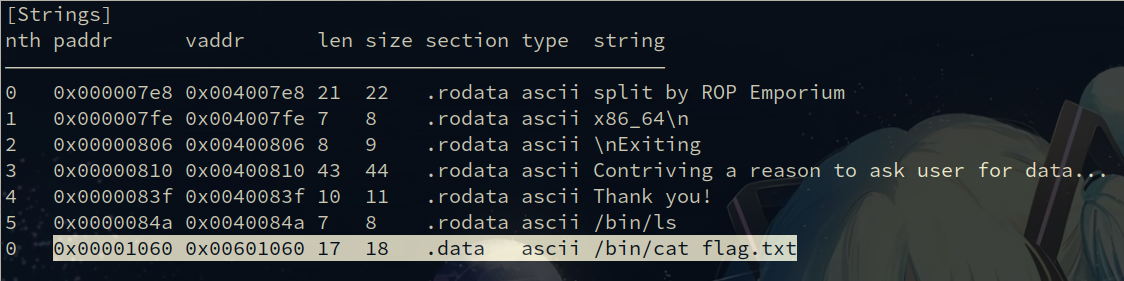 [Strings]
nth paddr      vaddr      len size section type  string
0   0x000007e8 0x004007e8 21  22   .rodata ascii split by ROP Emporium
1   0x000007fe 0x004007fe 7   8    .rodata ascii x86_64\n
2   0x00000806 0x00400806 8   9    .rodata ascii \nExiting
3   0x00000810 0x00400810 43  44   .rodata ascii Contriving a reason to ask user for data...
4   0x0000083f 0x0040083f 10  11   .rodata ascii Thank you!
5   0x0000084a 0x0040084a 7   8    .rodata ascii /bin/ls
0   0x00001060 0x00601060 17  18   .data   ascii /bin/cat flag.txt